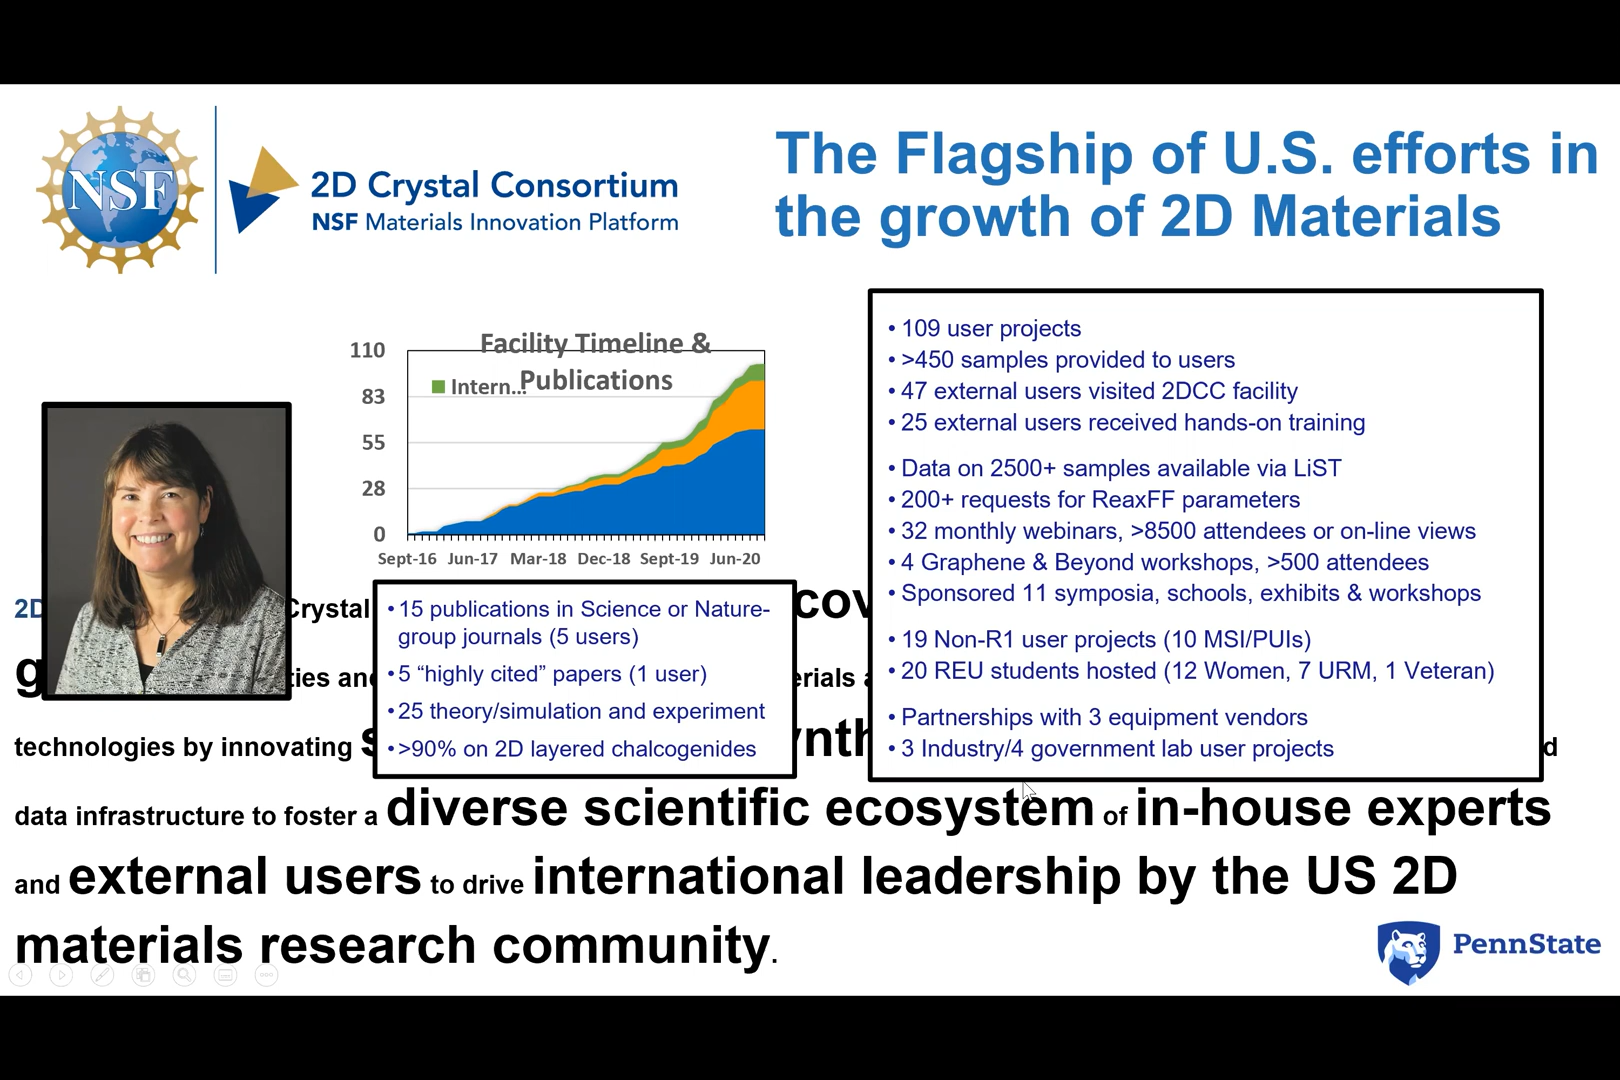 NSF
2D Crystal Consortium
NSF Materials Innovation Platform
The Flagship of U.S. efforts in
the growth of 2D Materials
Facility Timeline &
Publications
Intern...
110
83
55
28
0
Sept-16 Jun-17 Mar-18 Dec-18 Sept-19 Jun-20
• 15 publications in Science or Nature-
group journals (5 users)
• 5 “highly cited” papers (1 user)
• 25 theory/simulation and experiment
• >90% on 2D layered chalcogenides
• 109 user projects
• >450 samples provided to users
• 47 external users visited 2DCC facility
• 25 external users received hands-on training
• Data on 2500+ samples available via LiST
• 200+ requests for ReaxFF parameters
• 32 monthly webinars, >8500 attendees or on-line views
• 4 Graphene & Beyond workshops, >500 attendees
• Sponsored 11 symposia, schools, exhibits & workshops
• 19 Non-R1 user projects (10 MSI/PUIs)
• 20 REU students hosted (12 Women, 7 URM, 1 Veteran)
• Partnerships with 3 equipment vendors
• 3 Industry/4 government lab user projects
2D Crystal
technologies by innovating
data infrastructure to foster a diverse scientific ecosystem of in-house experts
and external users to drive international leadership by the US 2D
materials research community.
PennState